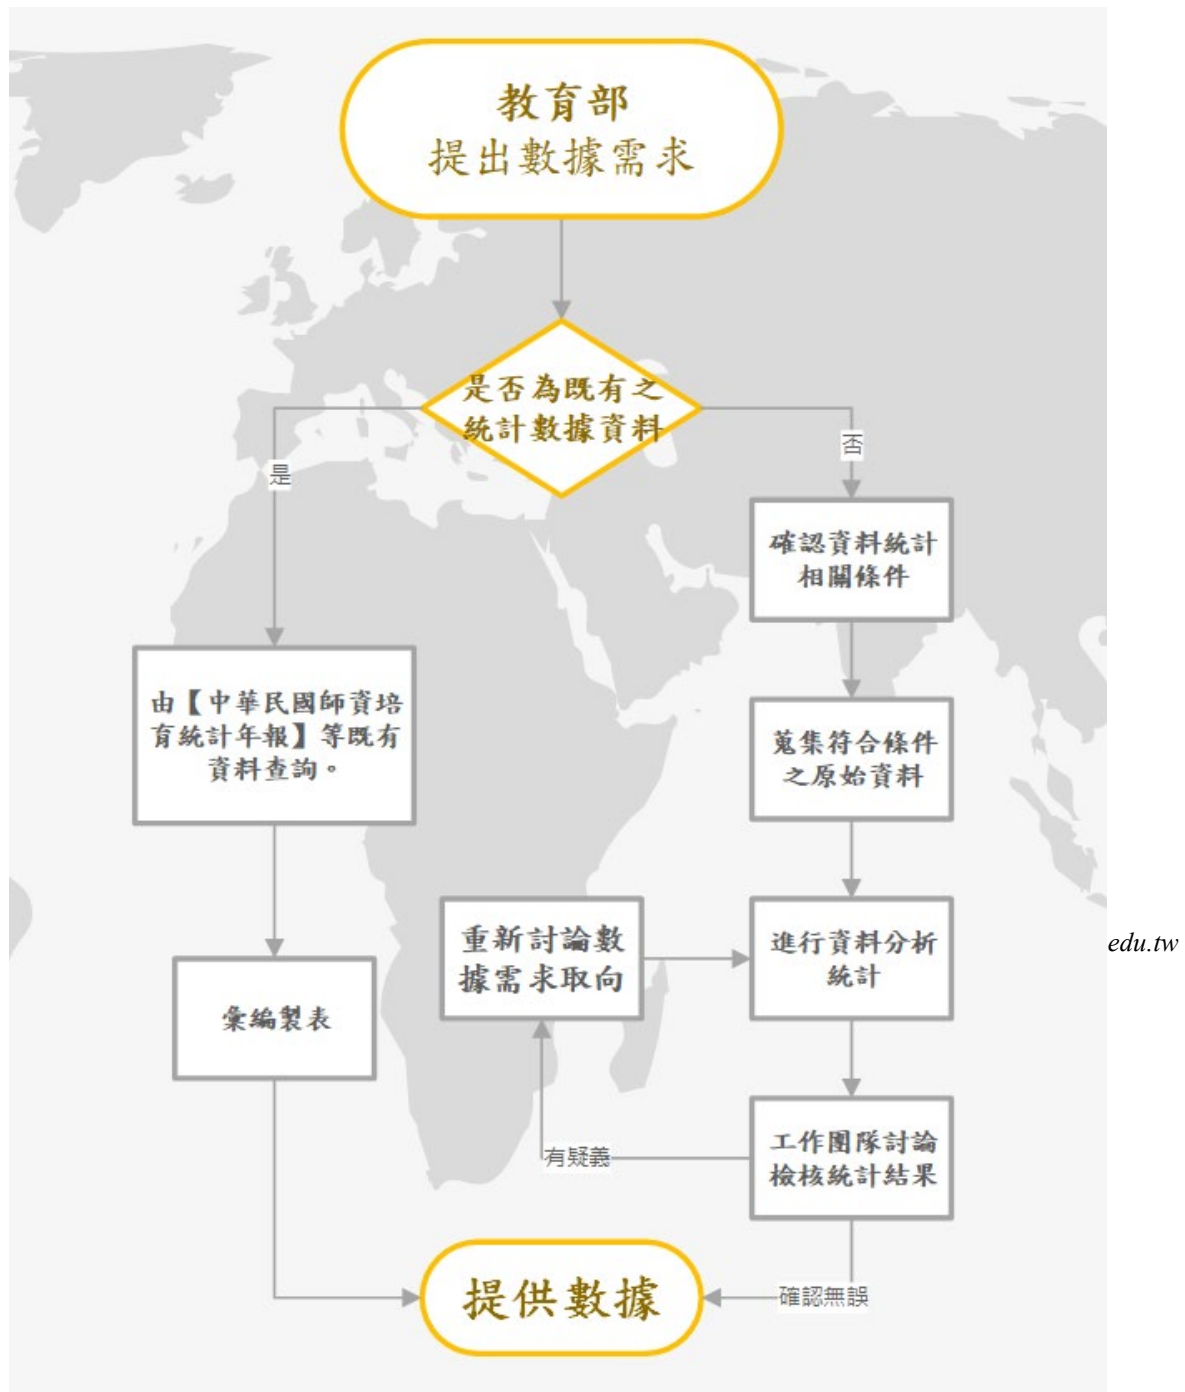 教育部
提出數據需求
是否為既有之
統計數據資料
是
否
確認資料統計
相關條件
由【中華民國師資培
育統計年報】等既有
資料查詢。
蒐集符合條件
之原始資料
重新討論數
據需求取向
進行資料分析
統計
edu.tw
彙編製表
工作團隊討論
檢核統計結果
有疑義
確認無誤
提供數據